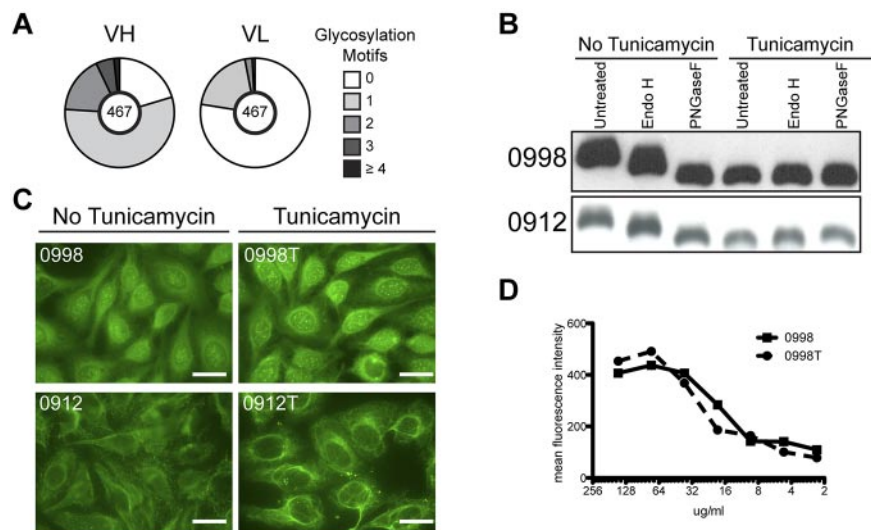 A
VH
VL
467
467
Glycosylation
Motifs
0
1
2
3
≥ 4
B
No Tunicamycin
Tunicamycin
Untreated
Endo H
PNGaseF
Untreated
Endo H
PNGaseF
0998
0912
C
No Tunicamycin
Tunicamycin
0998
0998T
0912
0912T
D
mean fluorescence intensity
600
400
200
0
0998
0998T
256 128 64 32 16 8 4 2
ug/ml